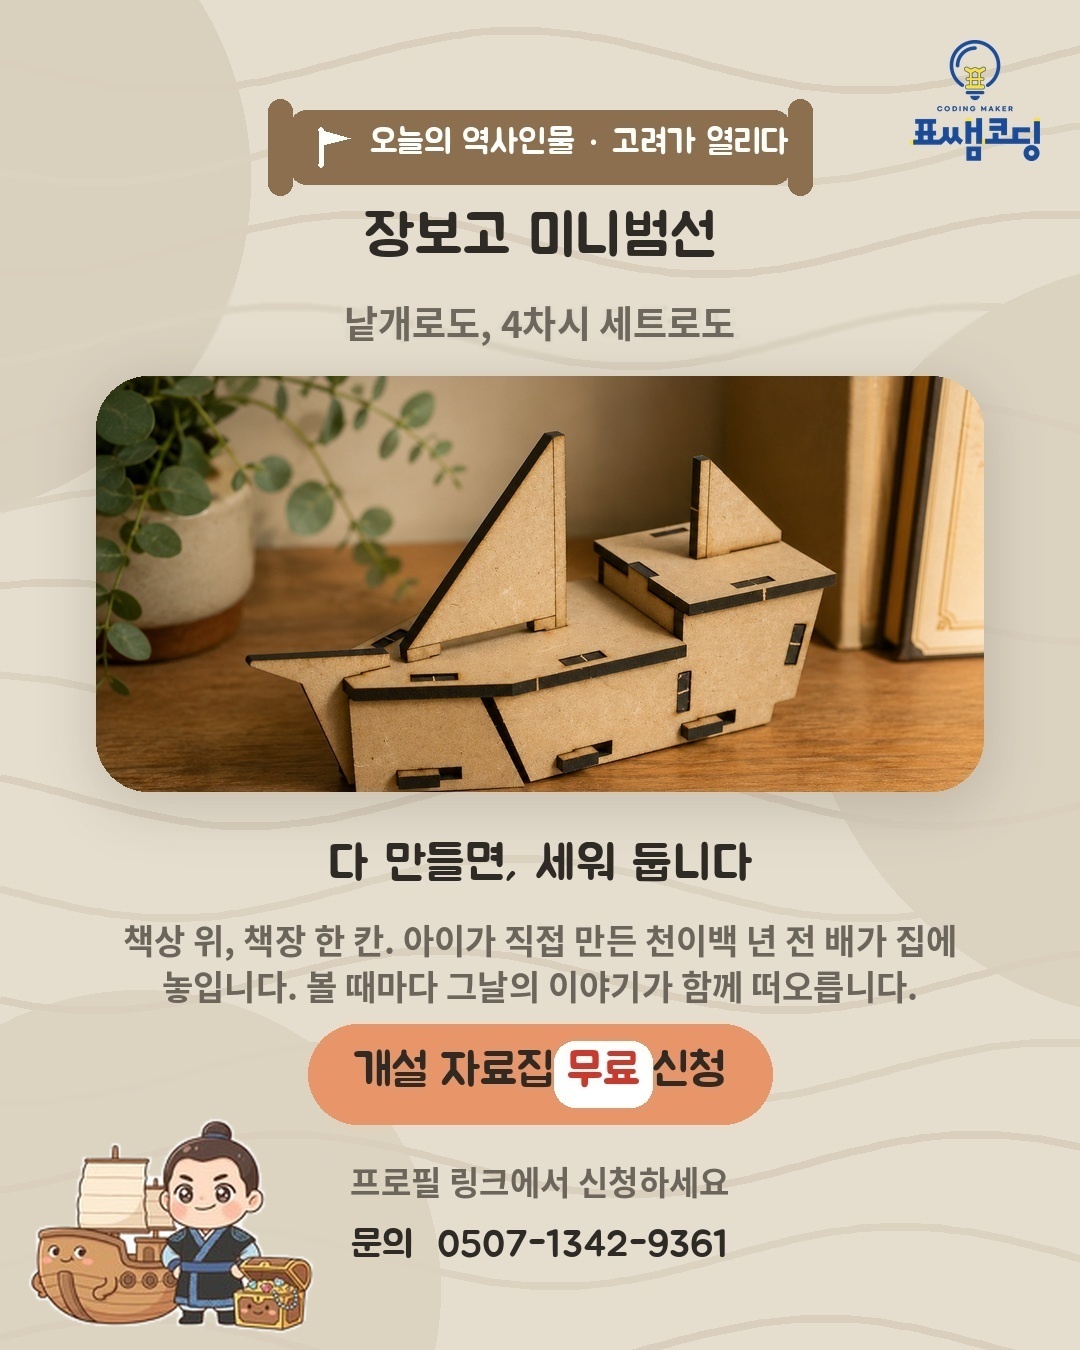 표
CODING MAKER
표쌤코딩
오늘의 역사인물 · 고려가 열리다
장보고 미니범선
낱개로도, 4차시 세트로도
다 만들면, 세워 둡니다
책상 위, 책장 한 칸. 아이가 직접 만든 천이백 년 전 배가 집에
놓입니다. 볼 때마다 그날의 이야기가 함께 떠오릅니다.
개설 자료집 무료 신청
프로필 링크에서 신청하세요
문의 0507-1342-9361